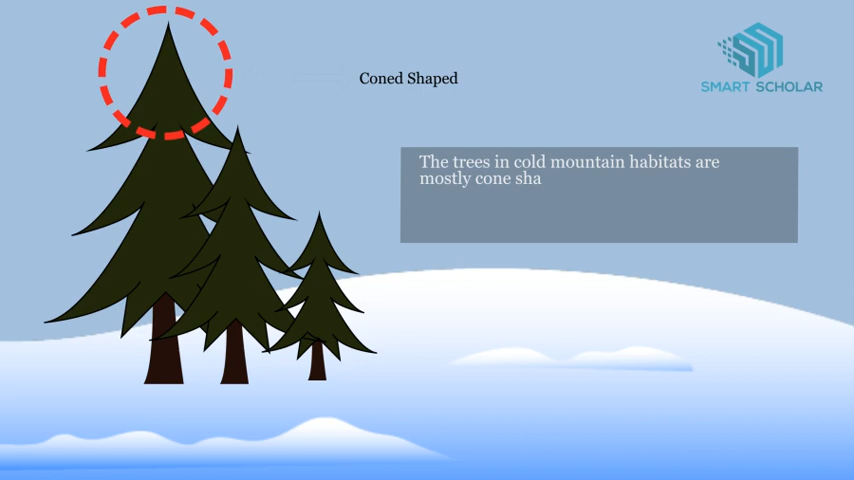 Coned Shaped
SMART SCHOLAR
The trees in cold mountain habitats are
mostly cone sha